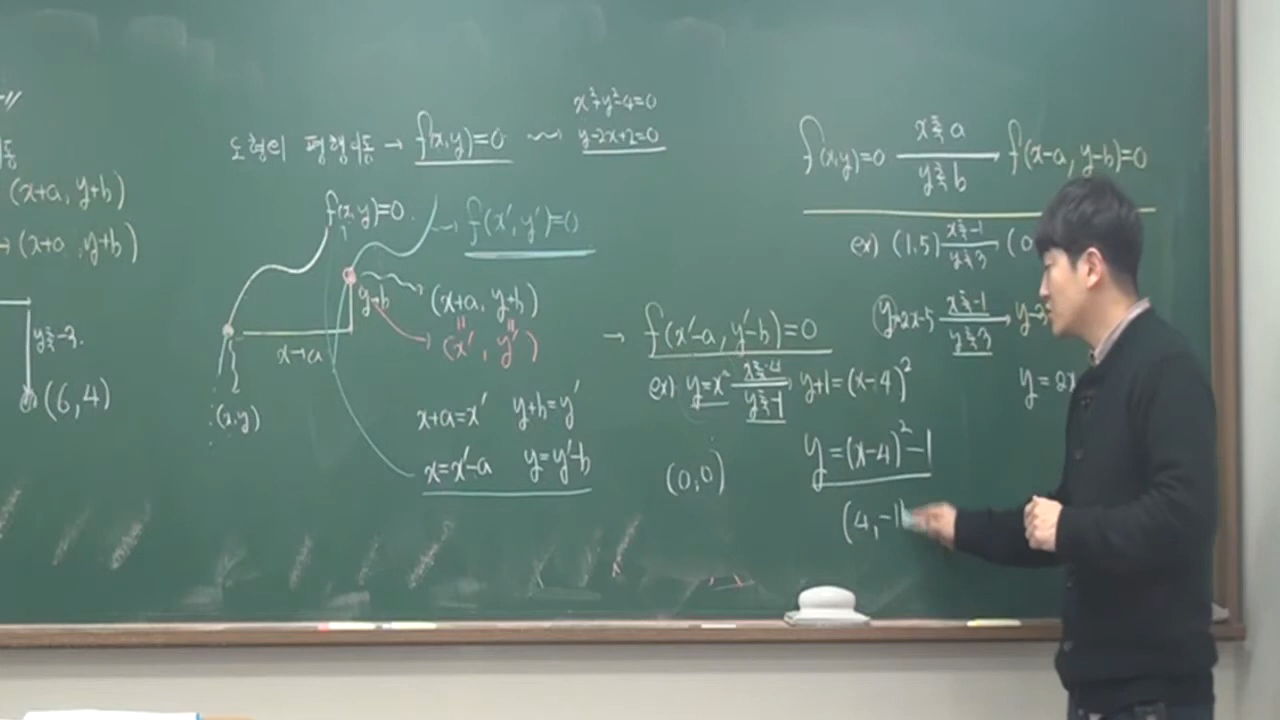 (x+a, y+b)
→ (x+a, y+b)
(6,4)
도형의 평행이동 → f(x,y)=0
x²+y²-4=0
y-2x+2=0
f(x,y)=0
f(x′,y′)=0
y+b
(x+a, y+b)
(x′, y′)
x→a
(x,y)
x+a=x′ y+b=y′
x=x′-a y=y′-b
→ f(x′-a, y′-b)=0
ex) y=x² x축 4 y축 -1 y+1=(x-4)²
(0,0)
y=(x-4)²-1
(4,-1)
f(x,y)=0 x축 a y축 b f(x-a, y-b)=0
ex) (1,5) x축 -1 y축 3 (0
y=2x-5 x축 -1 y축 3 y-3
y=2x